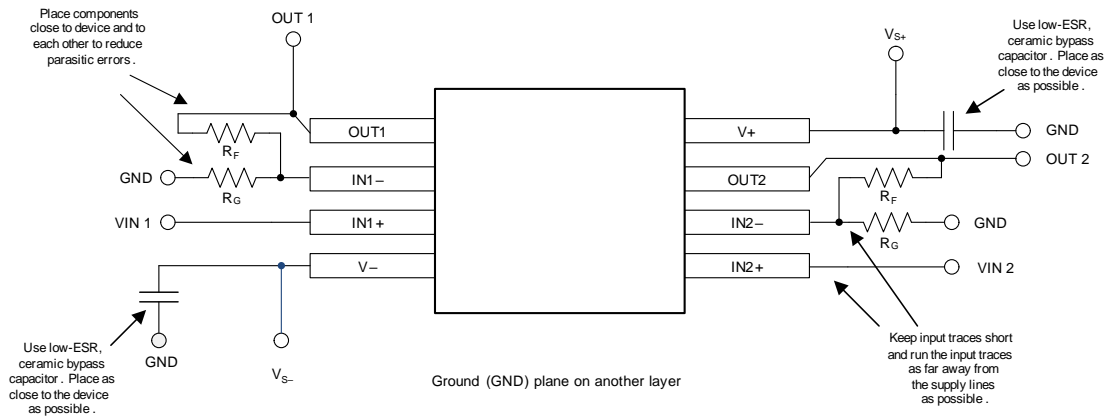 Place components
close to device and to
each other to reduce
parasitic errors .
OUT 1
VS+
Use low-ESR,
ceramic bypass
capacitor . Place as
close to the device
as possible .
OUT1
V+
GND
RF
OUT 2
GND
IN1–
OUT2
RF
RG
VIN 1
IN1+
IN2–
GND
RG
V–
IN2+
VIN 2
Use low-ESR,
ceramic bypass
capacitor . Place as
close to the device
as possible .
GND
VS–
Ground (GND) plane on another layer
Keep input traces short
and run the input traces
as far away from
the supply lines
as possible .